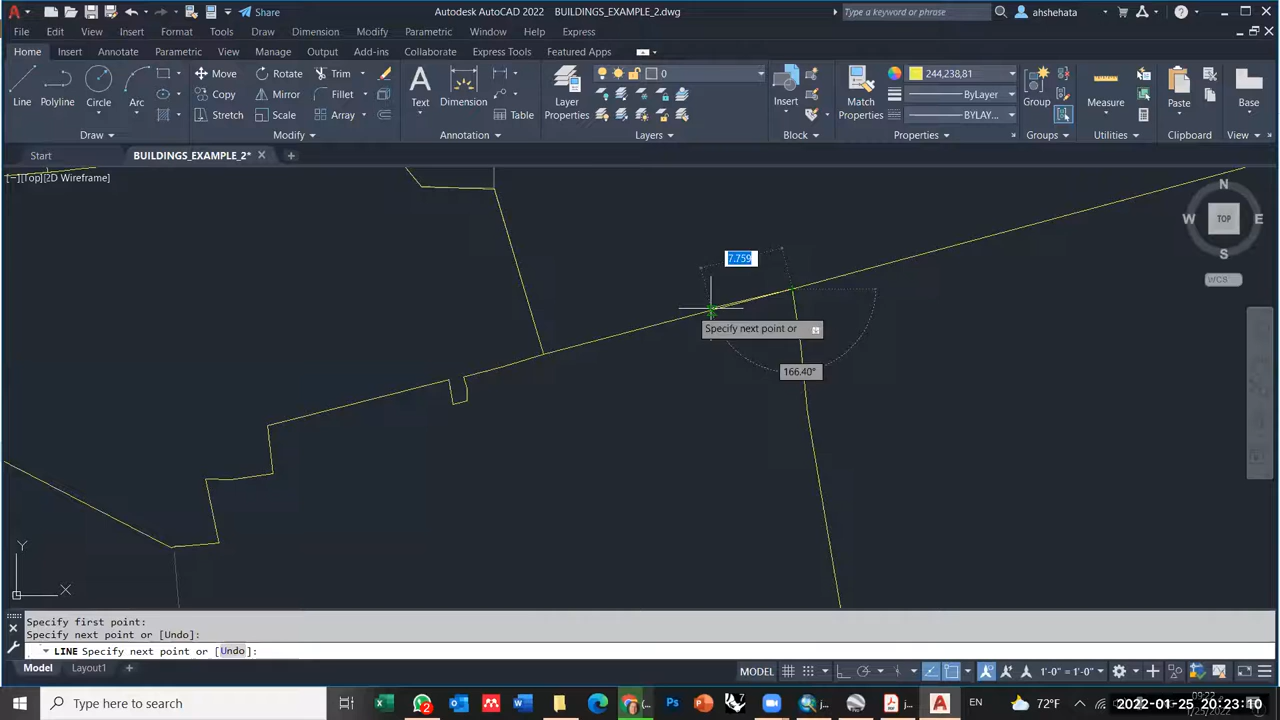 Share
Autodesk AutoCAD 2022 BUILDINGS_EXAMPLE_2.dwg
Type a keyword or phrase
ahshehata
File Edit View Insert Format Tools Draw Dimension Modify Parametric Window Help Express
Home Insert Annotate Parametric View Manage Output Add-ins Collaborate Express Tools Featured Apps
Line
Polyline
Circle
Arc
Draw
Move
Rotate
Trim
Copy
Mirror
Fillet
Stretch
Scale
Array
Modify
Text
Dimension
Table
Annotation
Layer
Properties
0
Layers
Insert
Block
Match
Properties
244,238,81
ByLayer
BYLAY...
Properties
Group
Groups
Measure
Utilities
Paste
Clipboard
Base
View
Start
BUILDINGS_EXAMPLE_2*
[−][Top][2D Wireframe]
N
W
TOP
E
S
WCS
7.759
Specify next point or
166.40°
Y
X
Specify first point:
Specify next point or [Undo]:
LINE Specify next point or [Undo]:
Model Layout1
MODEL
1'-0" = 1'-0"
Type here to search
72°F
EN
2022-01-25 20:23:10